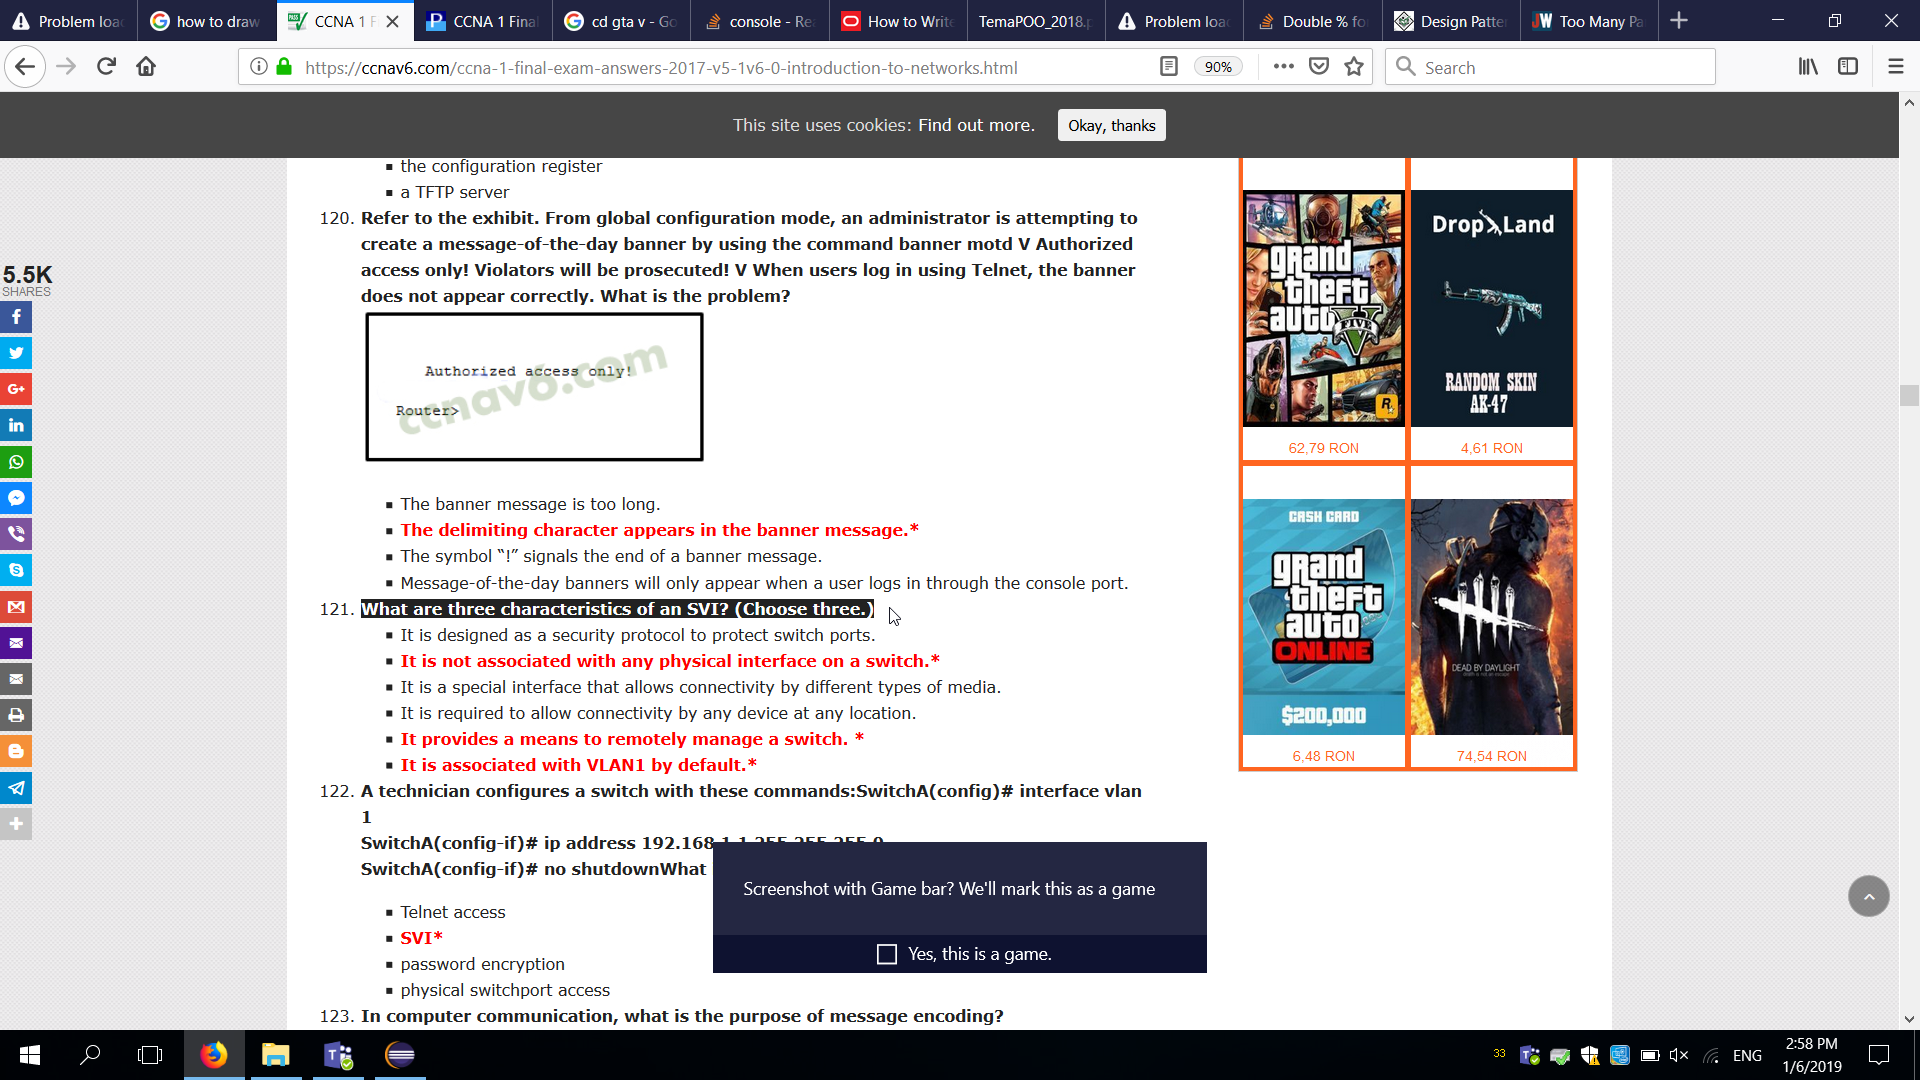 Problem loa
how to draw
CCNA 1 F
CCNA 1 Final
cd gta v - Go
console - Rea
How to Write
TemaPOO_2018.p
Problem loa
Double % fo
Design Patte
Too Many Pa
https://ccnav6.com/ccna-1-final-exam-answers-2017-v5-1v6-0-introduction-to-networks.html
90%
Search
This site uses cookies: Find out more.
Okay, thanks
the configuration register
a TFTP server
120. Refer to the exhibit. From global configuration mode, an administrator is attempting to
create a message-of-the-day banner by using the command banner motd V Authorized
access only! Violators will be prosecuted! V When users log in using Telnet, the banner
does not appear correctly. What is the problem?
Authorized access only!
Router>
ccnav6.com
The banner message is too long.
The delimiting character appears in the banner message.*
The symbol “!” signals the end of a banner message.
Message-of-the-day banners will only appear when a user logs in through the console port.
121. What are three characteristics of an SVI? (Choose three.)
It is designed as a security protocol to protect switch ports.
It is not associated with any physical interface on a switch.*
It is a special interface that allows connectivity by different types of media.
It is required to allow connectivity by any device at any location.
It provides a means to remotely manage a switch. *
It is associated with VLAN1 by default.*
122. A technician configures a switch with these commands:SwitchA(config)# interface vlan
1
SwitchA(config-if)# ip address 192.168.1.1 255.255.255.0
SwitchA(config-if)# no shutdownWhat
Telnet access
SVI*
password encryption
physical switchport access
123. In computer communication, what is the purpose of message encoding?
5.5K
SHARES
grand
theft
auto
FIVE
R
62,79 RON
DropLand
RANDOM SKIN
AK-47
4,61 RON
CASH CARD
grand
theft
auto
ONLINE
$200,000
6,48 RON
DEAD BY DAYLIGHT
74,54 RON
Screenshot with Game bar? We'll mark this as a game
Yes, this is a game.
33
ENG
2:58 PM
1/6/2019